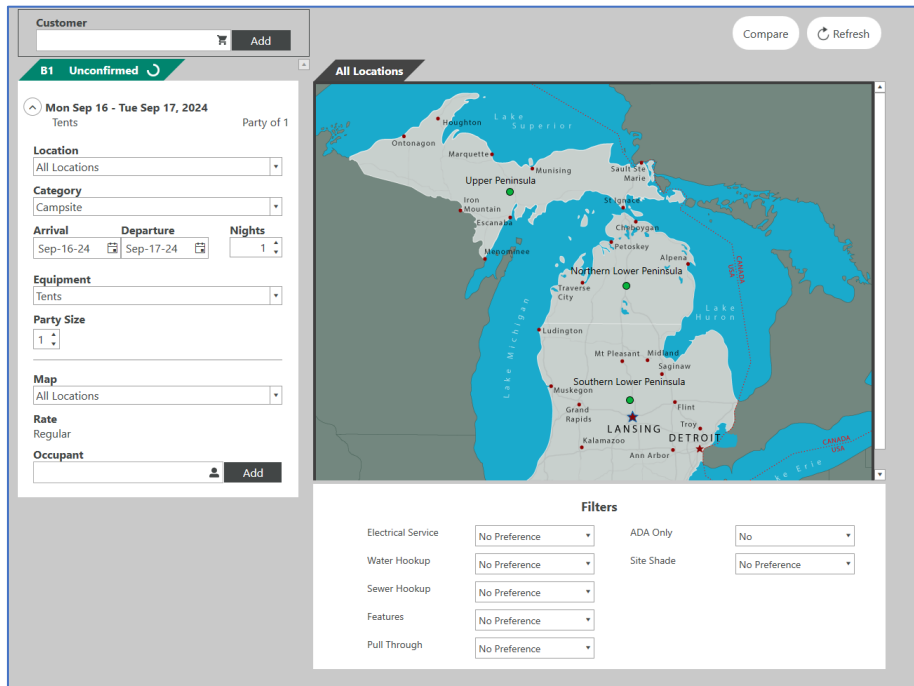 Customer
Add
Compare
Refresh
B1 Unconfirmed
Mon Sep 16 - Tue Sep 17, 2024
Tents
Party of 1
Location
All Locations
Category
Campsite
Arrival Departure Nights
Sep-16-24 Sep-17-24 1
Equipment
Tents
Party Size
1
Map
All Locations
Rate
Regular
Occupant
Add
All Locations
Lake
Superior
Houghton
Ontonagon
Marquette
Munising
Sault Ste
Marie
Upper Peninsula
Iron
Mountain
St Ignace
Escanaba
Cheboygan
Petoskey
Menominee
Alpena
CANADA
USA
Northern Lower Peninsula
Traverse
City
Lake
Huron
Lake Michigan
Ludington
Mt Pleasant
Midland
Saginaw
Southern Lower Peninsula
Muskegon
Grand
Rapids
Flint
LANSING
Troy
DETROIT
Kalamazoo
Ann Arbor
CANADA
USA
ke Erie
Filters
Electrical Service No Preference
ADA Only No
Water Hookup No Preference
Site Shade No Preference
Sewer Hookup No Preference
Features No Preference
Pull Through No Preference